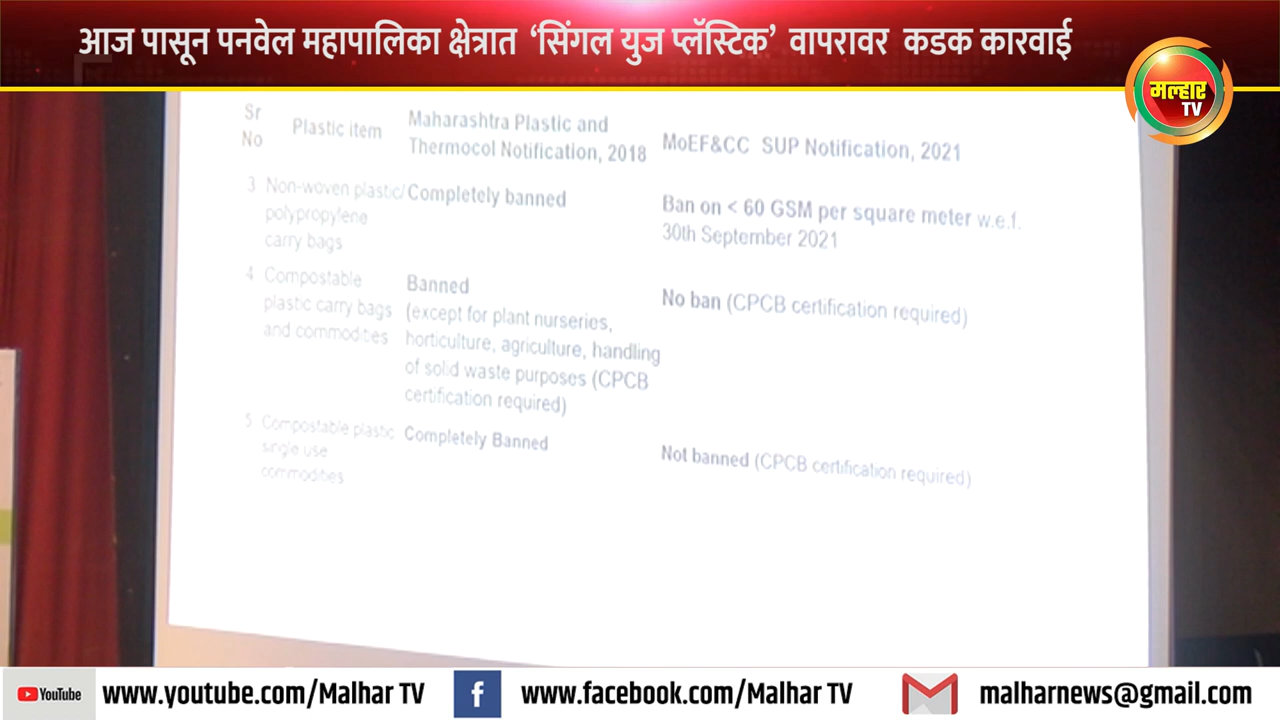 आज पासून पनवेल महापालिका क्षेत्रात ‘सिंगल युज प्लॅस्टिक’ वापरावर कडक कारवाई
मल्हार
TV
Sr
No
Plastic item
Maharashtra Plastic and
Thermocol Notification, 2018
MoEF&CC SUP Notification, 2021
3 Non-woven plastic/
polypropylene
carry bags
Completely banned
Ban on < 60 GSM per square meter w.e.f.
30th September 2021
4 Compostable
plastic carry bags
and commodities
Banned
(except for plant nurseries,
horticulture, agriculture, handling
of solid waste purposes (CPCB
certification required)
No ban (CPCB certification required)
5 Compostable plastic
single use
commodities
Completely Banned
Not banned (CPCB certification required)
YouTube
www.youtube.com/Malhar TV
f
www.facebook.com/Malhar TV
malharnews@gmail.com